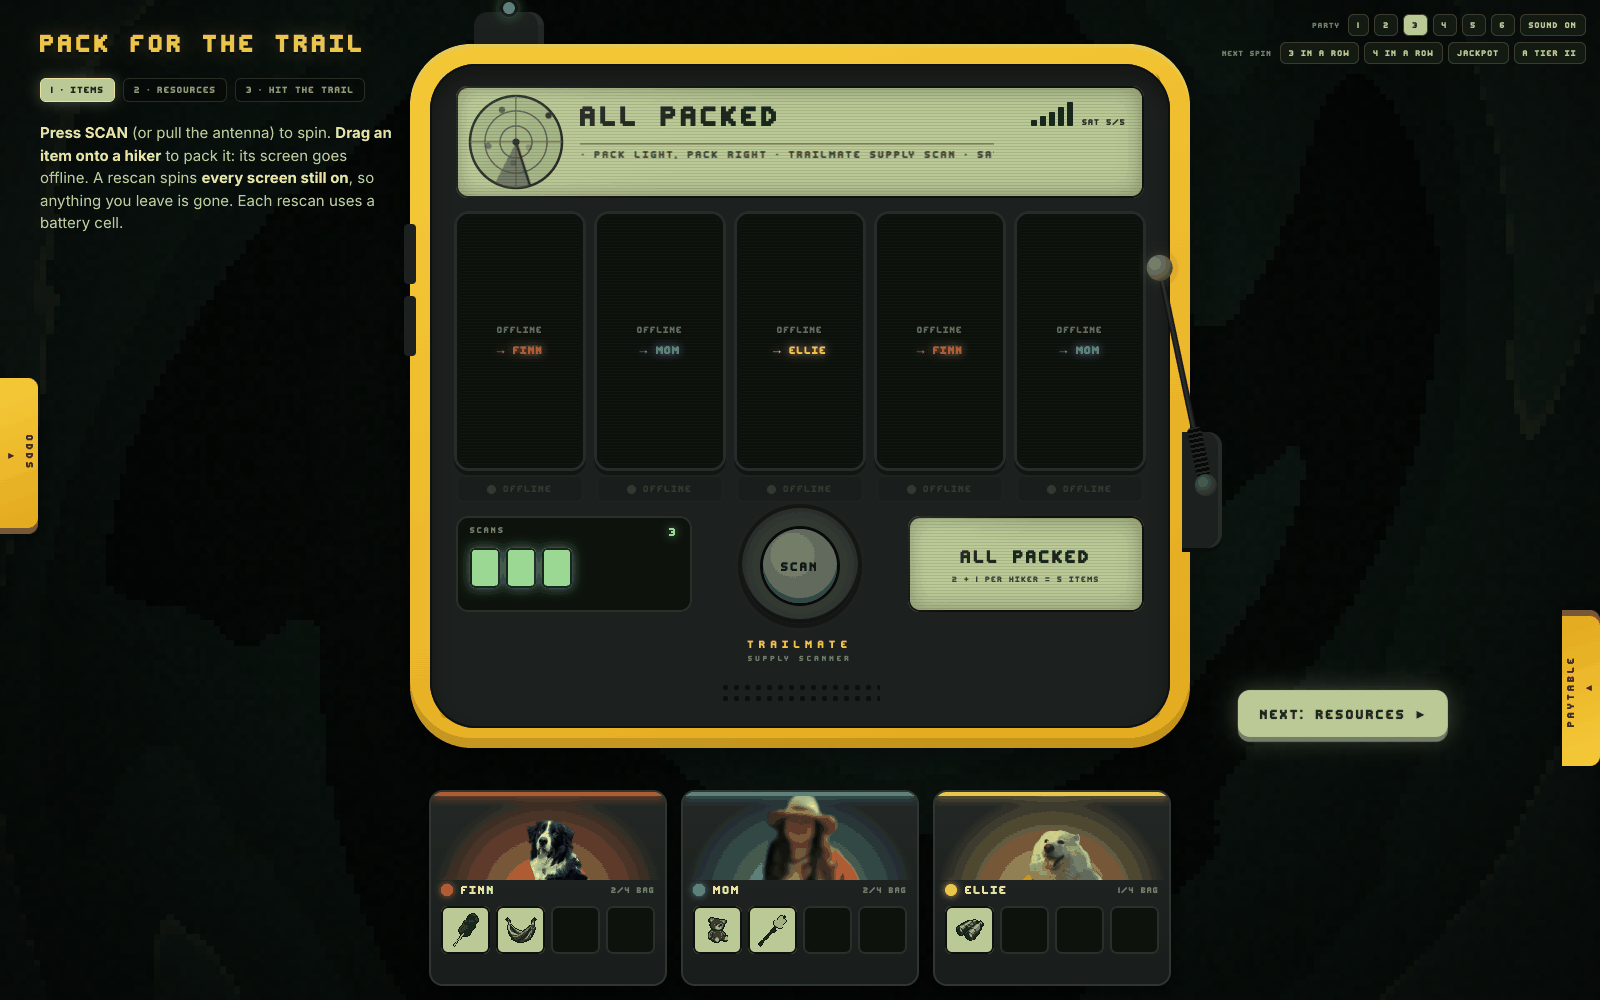 PACK FOR THE TRAIL
1 · ITEMS
2 · RESOURCES
3 · HIT THE TRAIL
Press SCAN (or pull the antenna) to spin. Drag an
item onto a hiker to pack it: its screen goes
offline. A rescan spins every screen still on, so
anything you leave is gone. Each rescan uses a
battery cell.
PARTY
1
2
3
4
5
6
SOUND ON
NEXT SPIN
3 IN A ROW
4 IN A ROW
JACKPOT
A TIER II
ALL PACKED
SAT 5/5
· PACK LIGHT, PACK RIGHT · TRAILMATE SUPPLY SCAN · SA
OFFLINE
→ FINN
OFFLINE
→ MOM
OFFLINE
→ ELLIE
OFFLINE
→ FINN
OFFLINE
→ MOM
OFFLINE
OFFLINE
OFFLINE
OFFLINE
OFFLINE
ODDS
SCANS
3
SCAN
ALL PACKED
2 + 1 PER HIKER = 5 ITEMS
TRAILMATE
SUPPLY SCANNER
NEXT: RESOURCES ▶
PAYTABLE
FINN
2/4 BAG
MOM
2/4 BAG
ELLIE
1/4 BAG